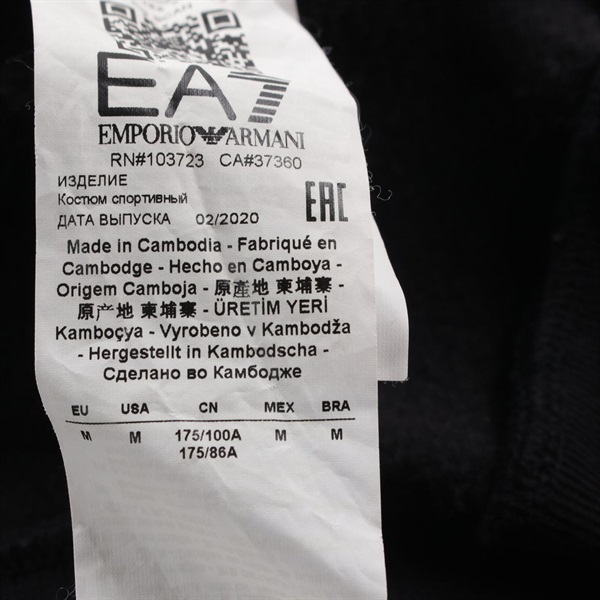 EA7
EMPORIO ARMANI
RN#103723 CA#37360
ИЗДЕЛИЕ
Костюм спортивный
ДАТА ВЫПУСКА 02/2020
EAC
Made in Cambodia - Fabriqué en
Cambodge - Hecho en Camboya -
Origem Camboja - 原產地 柬埔寨 -
原产地 柬埔寨 - ÜRETİM YERİ
Kamboçya - Vyrobeno v Kambodža
- Hergestellt in Kambodscha -
Сделано во Камбодже
EU USA CN MEX BRA
M M 175/100A M M
175/86A